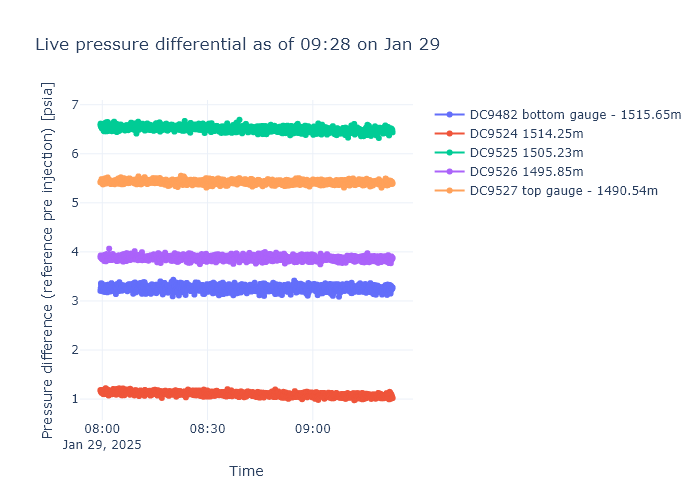 Live pressure differential as of 09:28 on Jan 29
Pressure difference (reference pre injection) [psia]
7
6
5
4
3
2
1
08:00
Jan 29, 2025
08:30
09:00
Time
DC9482 bottom gauge - 1515.65m
DC9524 1514.25m
DC9525 1505.23m
DC9526 1495.85m
DC9527 top gauge - 1490.54m